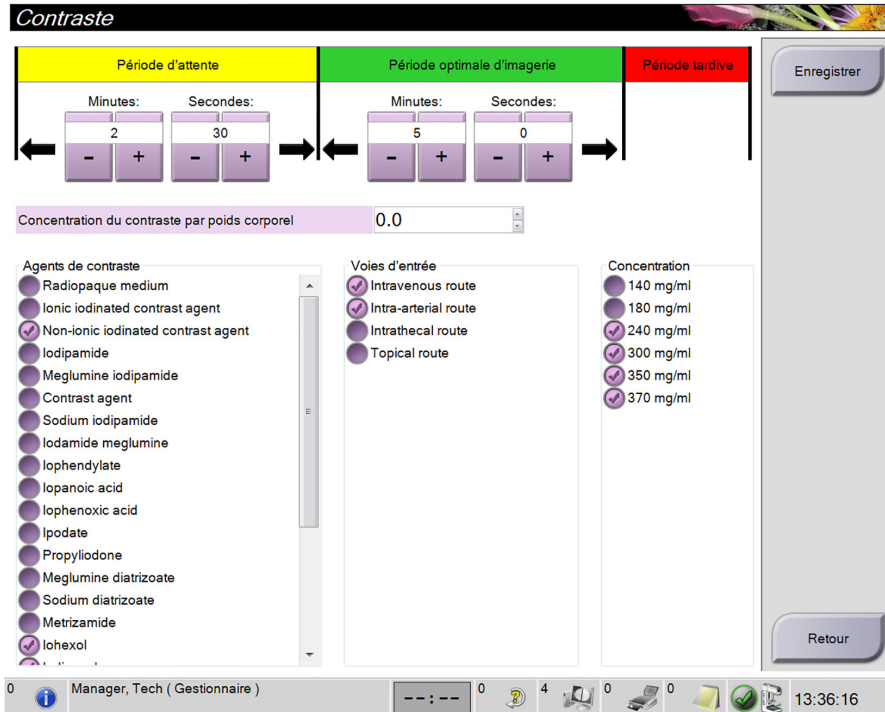 Contraste
Période d'attente
Période optimale d'imagerie
Période tardive
Enregistrer
Minutes: Secondes:
Minutes: Secondes:
2 30
5 0
- + - +
- + - +
Concentration du contraste par poids corporel 0.0
Agents de contraste
Radiopaque medium
Ionic iodinated contrast agent
Non-ionic iodinated contrast agent
Iodipamide
Meglumine iodipamide
Contrast agent
Sodium iodipamide
Iodamide meglumine
Iophendylate
Iopanoic acid
Iophenoxic acid
Ipodate
Propyliodone
Meglumine diatrizoate
Sodium diatrizoate
Metrizamide
Iohexol
Voies d'entrée
Intravenous route
Intra-arterial route
Intrathecal route
Topical route
Concentration
140 mg/ml
180 mg/ml
240 mg/ml
300 mg/ml
350 mg/ml
370 mg/ml
Retour
0 Manager, Tech ( Gestionnaire ) --:-- 0 4 0 0 13:36:16